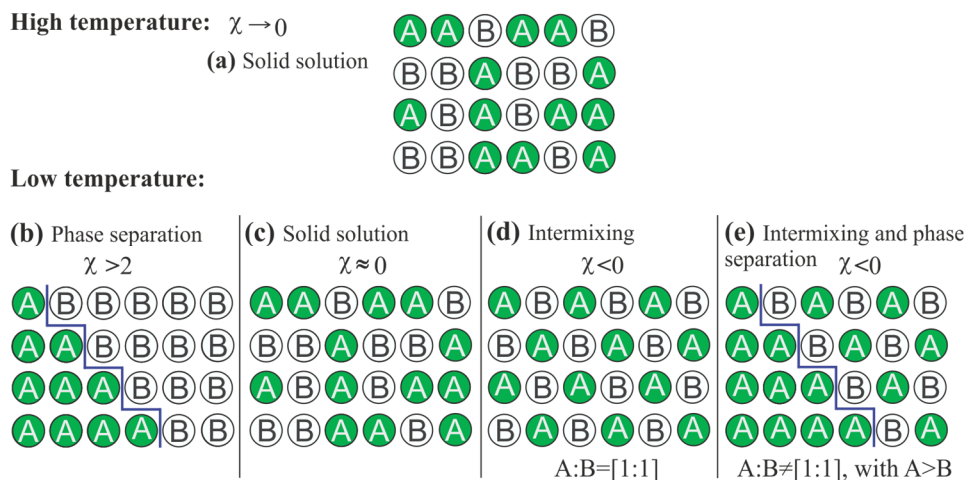 High temperature: χ → 0
(a) Solid solution
A A B A A B
B B A B B A
A B A B A A
B B A A B A
Low temperature:
(b) Phase separation
χ >2
A B B B B B
A A B B B B
A A A B B B
A A A A B B
(c) Solid solution
χ ≈ 0
A A B A A B
B B A B B A
A B A B A A
B B A A B A
(d) Intermixing
χ<0
A B A B A B
B A B A B A
A B A B A B
B A B A B A
A:B=[1:1]
(e) Intermixing and phase
separation χ<0
A B A B A B
A A B A B A
A A A B A B
A A A A B A
A:B≠[1:1], with A>B